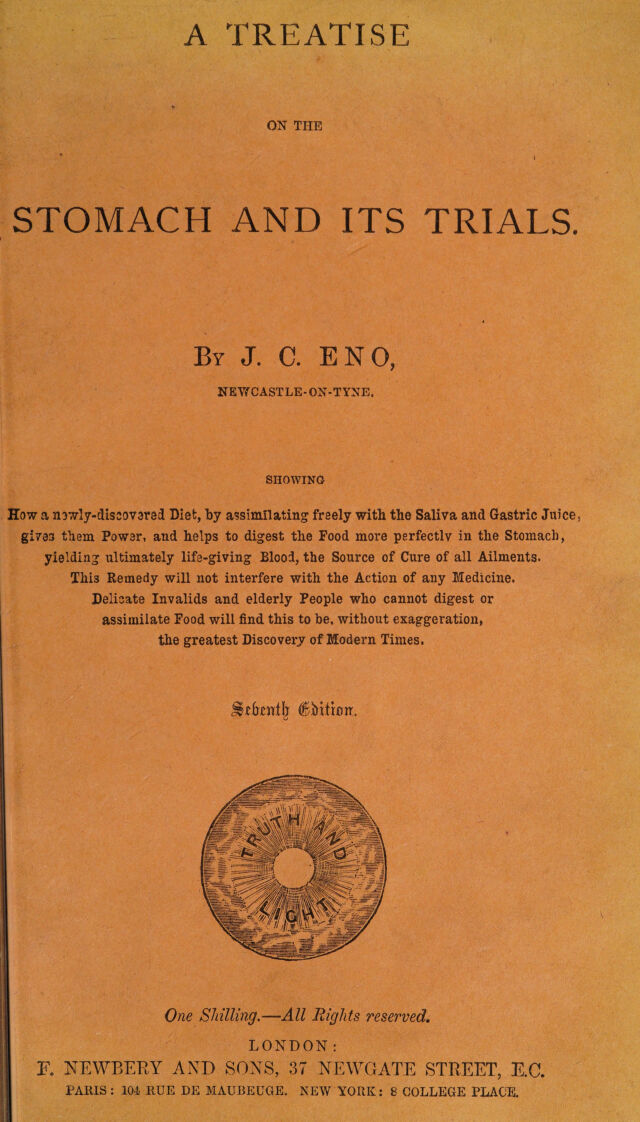 A TREATISE
ON THE
STOMACH AND ITS TRIALS.
BY J. C. ENO,
NEWCASTLE-ON-TYNE.
SHOWING
How a newly-discovered Diet, by assimilating freely with the Saliva and Gastric Juice,
gives them Power, and helps to digest the Food more perfectly in the Stomach,
yielding ultimately life-giving Blood, the Source of Cure of all Ailments.
This Remedy will not interfere with the Action of any Medicine.
Delicate Invalids and elderly People who cannot digest or
assimilate Food will find this to be, without exaggeration,
the greatest Discovery of Modern Times.
Seventh Edition.
TRUTH AND
LIGHT
One Shilling.—All Rights reserved.
LONDON:
F. NEWBERY AND SONS, 37 NEWGATE STREET, E.C.
PARIS: 104 RUE DE MAUBEUGE. NEW YORK: 8 COLLEGE PLACE.